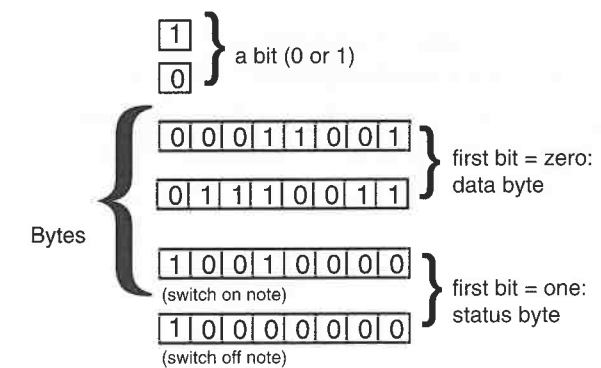 1
0
a bit (0 or 1)
0 0 0 1 1 0 0 1
first bit = zero:
data byte
0 1 1 1 0 0 1 1
Bytes
1 0 0 1 0 0 0 0
(switch on note)
first bit = one:
status byte
1 0 0 0 0 0 0 0
(switch off note)